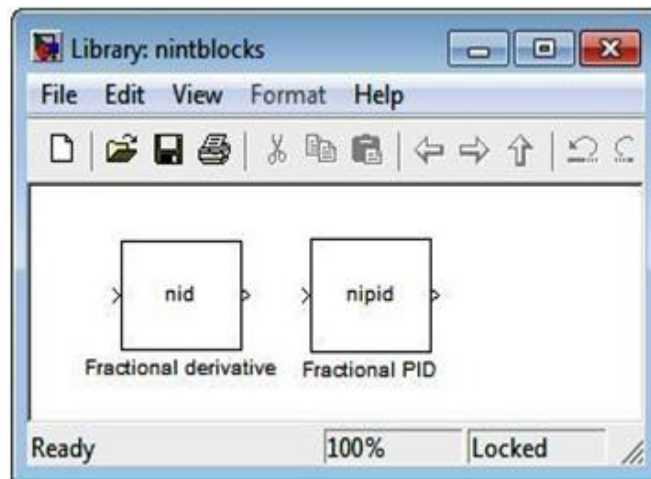 Library: nintblocks
File Edit View Format Help
nid nipid
Fractional derivative Fractional PID
Ready 100% Locked